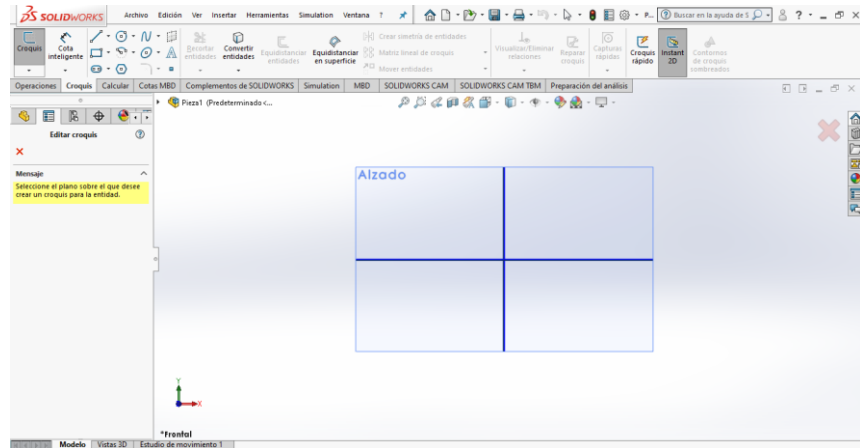 SOLIDWORKS Archivo Edición Ver Insertar Herramientas Simulation Ventana ? P... Buscar en la ayuda de S ?
Croquis
Cota inteligente
Recortar entidades
Convertir entidades
Equidistanciar entidades
Equidistanciar en superficie
Crear simetría de entidades
Matriz lineal de croquis
Mover entidades
Visualizar/Eliminar relaciones
Reparar croquis
Capturas rápidas
Croquis rápido
Instant 2D
Contornos de croquis sombreados
Operaciones Croquis Calcular Cotas MBD Complementos de SOLIDWORKS Simulation MBD SOLIDWORKS CAM SOLIDWORKS CAM TBM Preparación del análisis
Pieza1 (Predeterminado <...
Editar croquis
Mensaje
Seleccione el plano sobre el que desee
crear un croquis para la entidad.
Alzado
Y
X
*Frontal
Modelo Vistas 3D Estudio de movimiento 1